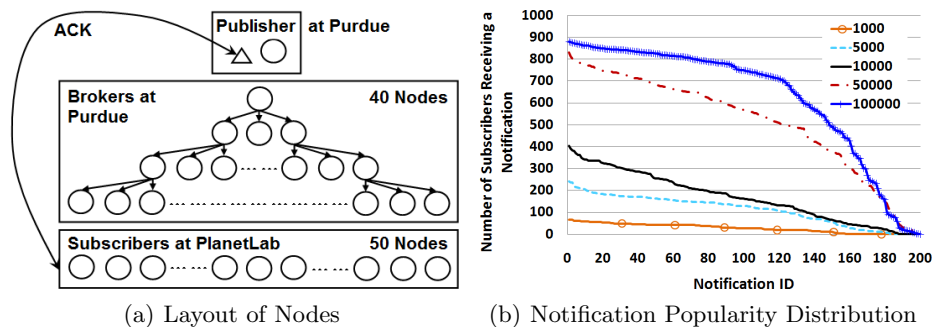 ACK
Publisher at Purdue
Brokers at
Purdue
40 Nodes
Subscribers at PlanetLab
50 Nodes
(a) Layout of Nodes
Number of Subscribers Receiving a
Notification
1000
900
800
700
600
500
400
300
200
100
0
0
20
40
60
80
100
120
140
160
180
200
Notification ID
1000
5000
10000
50000
100000
(b) Notification Popularity Distribution